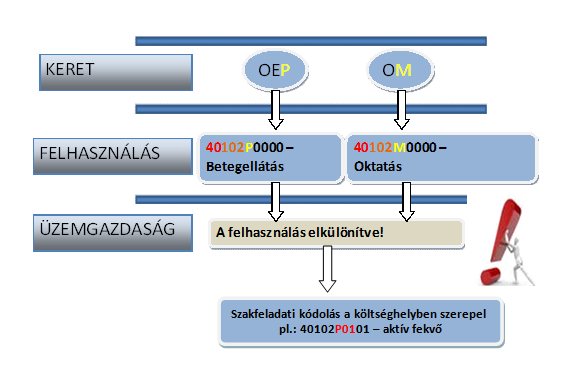 KERET
OEP
OM
FELHASZNÁLÁS
40102P0000 –
Betegellátás
40102M0000 –
Oktatás
ÜZEMGAZDASÁG
A felhasználás elkülönítve!
Szakfeladati kódolás a költséghelyben szerepel
pl.: 40102P0101 – aktív fekvő